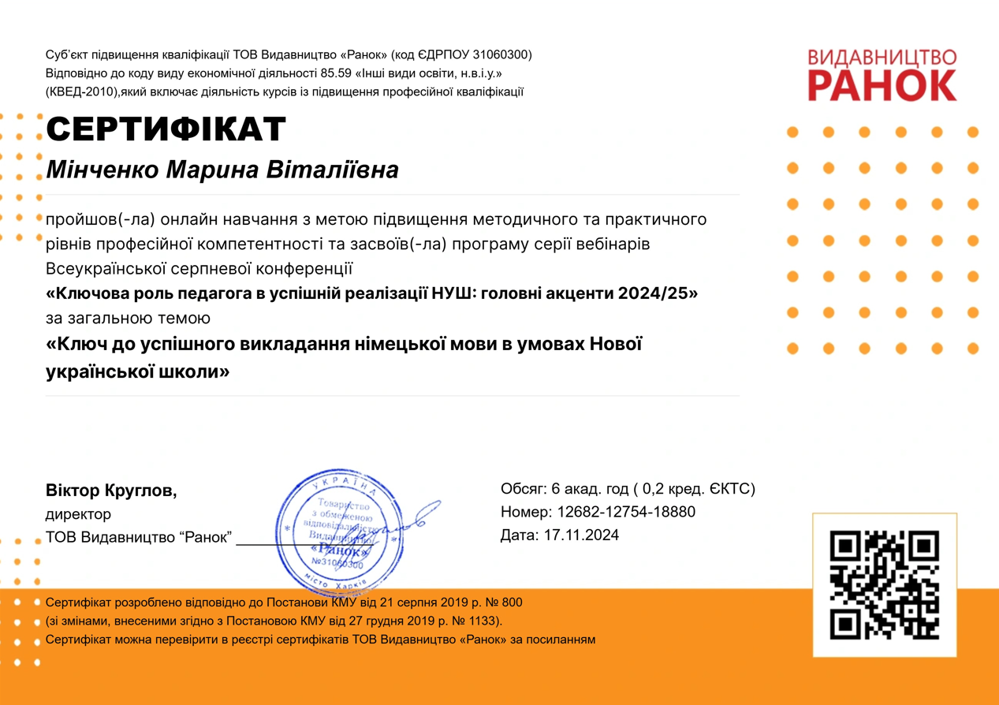 Суб’єкт підвищення кваліфікації ТОВ Видавництво «Ранок» (код ЄДРПОУ 31060300)
Відповідно до коду виду економічної діяльності 85.59 «Інші види освіти, н.в.і.у.»
(КВЕД-2010),який включає діяльність курсів із підвищення професійної кваліфікації
ВИДАВНИЦТВО
РАНОК
СЕРТИФІКАТ
Мінченко Марина Віталіївна
пройшов(-ла) онлайн навчання з метою підвищення методичного та практичного
рівнів професійної компетентності та засвоїв(-ла) програму серії вебінарів
Всеукраїнської серпневої конференції
«Ключова роль педагога в успішній реалізації НУШ: головні акценти 2024/25»
за загальною темою
«Ключ до успішного викладання німецької мови в умовах Нової
української школи»
Віктор Круглов,
директор
ТОВ Видавництво “Ранок”
УКРАЇНА
Товариство
з обмеженою
відповідальністю
Видавництво
«Ранок»
№31060300
місто Харків
Обсяг: 6 акад. год ( 0,2 кред. ЄКТС)
Номер: 12682-12754-18880
Дата: 17.11.2024
Сертифікат розроблено відповідно до Постанови КМУ від 21 серпня 2019 р. № 800
(зі змінами, внесеними згідно з Постановою КМУ від 27 грудня 2019 р. № 1133).
Сертифікат можна перевірити в реєстрі сертифікатів ТОВ Видавництво «Ранок» за посиланням